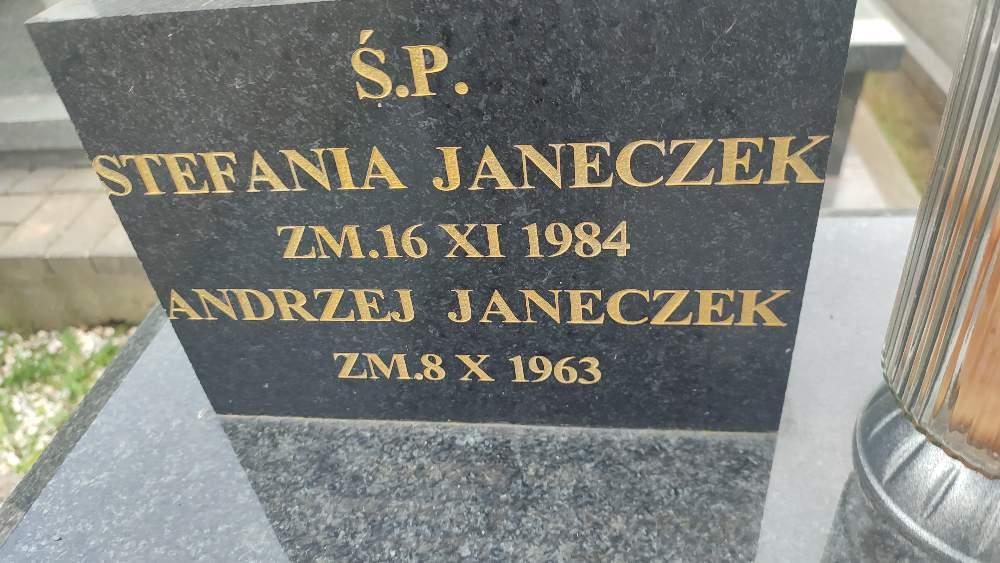 Ś.P.
STEFANIA JANECZEK
ZM.16 XI 1984
ANDRZEJ JANECZEK
ZM.8 X 1963